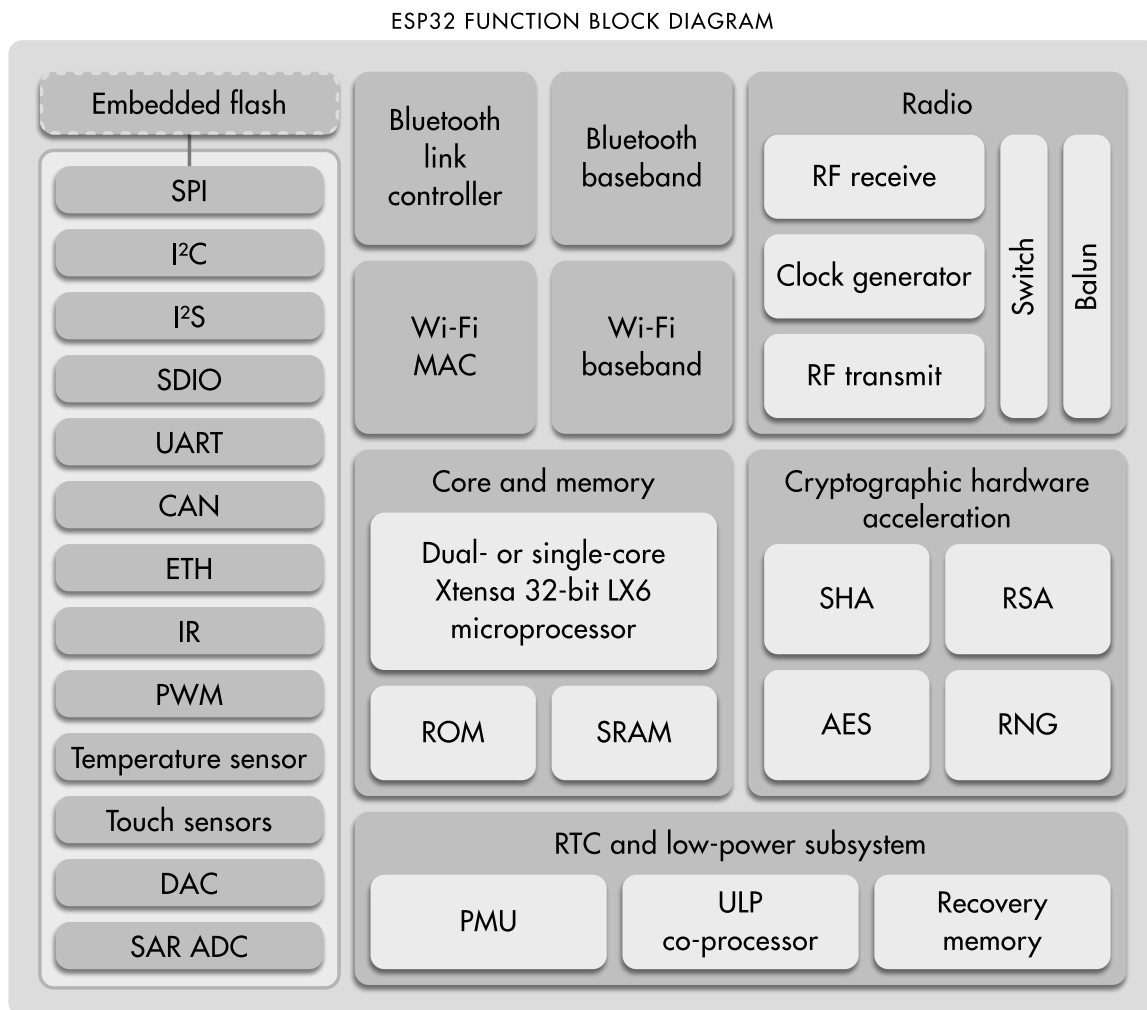 ESP32 FUNCTION BLOCK DIAGRAM
Embedded flash
SPI
I²C
I²S
SDIO
UART
CAN
ETH
IR
PWM
Temperature sensor
Touch sensors
DAC
SAR ADC
Bluetooth
link
controller
Bluetooth
baseband
Wi-Fi
MAC
Wi-Fi
baseband
Radio
RF receive
Clock generator
RF transmit
Switch
Balun
Core and memory
Dual- or single-core
Xtensa 32-bit LX6
microprocessor
ROM
SRAM
Cryptographic hardware
acceleration
SHA
RSA
AES
RNG
RTC and low-power subsystem
PMU
ULP
co-processor
Recovery
memory